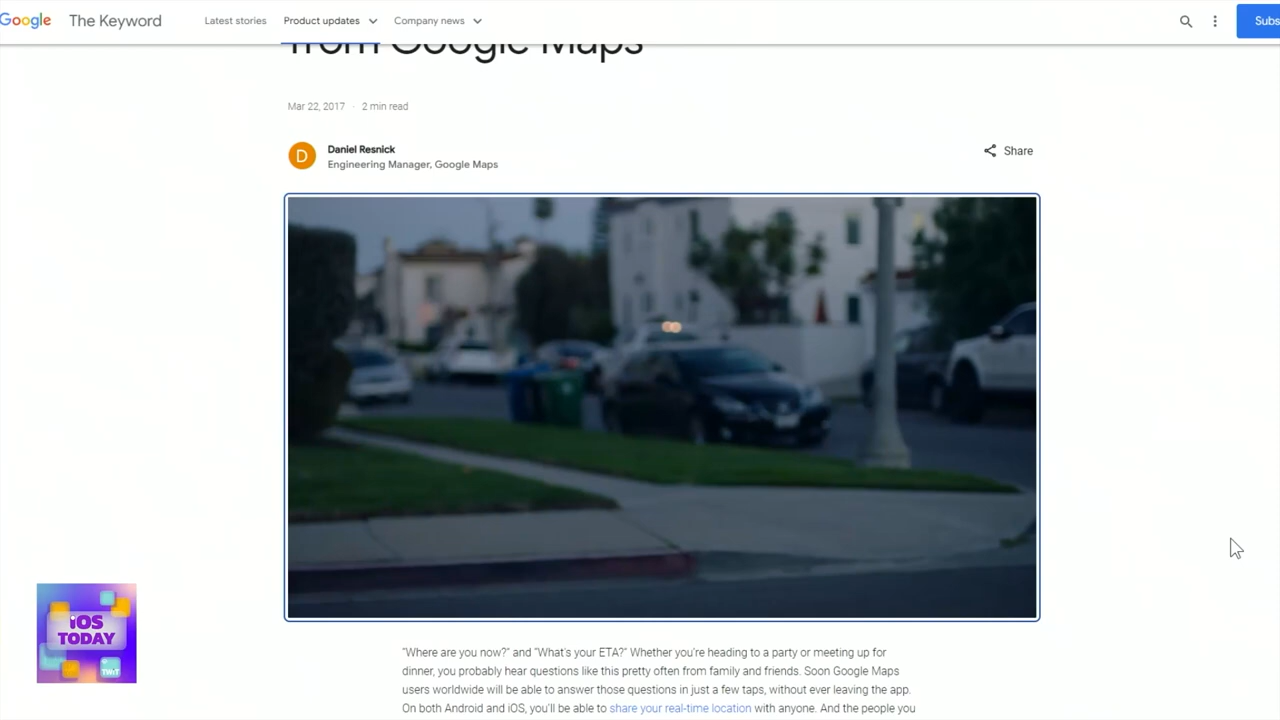 Google The Keyword Latest stories Product updates Company news Subs
from Google Maps
Mar 22, 2017 · 2 min read
D
Daniel Resnick
Engineering Manager, Google Maps
Share
iOS
TODAY
TWiT
"Where are you now?" and "What's your ETA?" Whether you're heading to a party or meeting up for
dinner, you probably hear questions like this pretty often from family and friends. Soon Google Maps
users worldwide will be able to answer those questions in just a few taps, without ever leaving the app.
On both Android and iOS, you'll be able to share your real-time location with anyone. And the people you